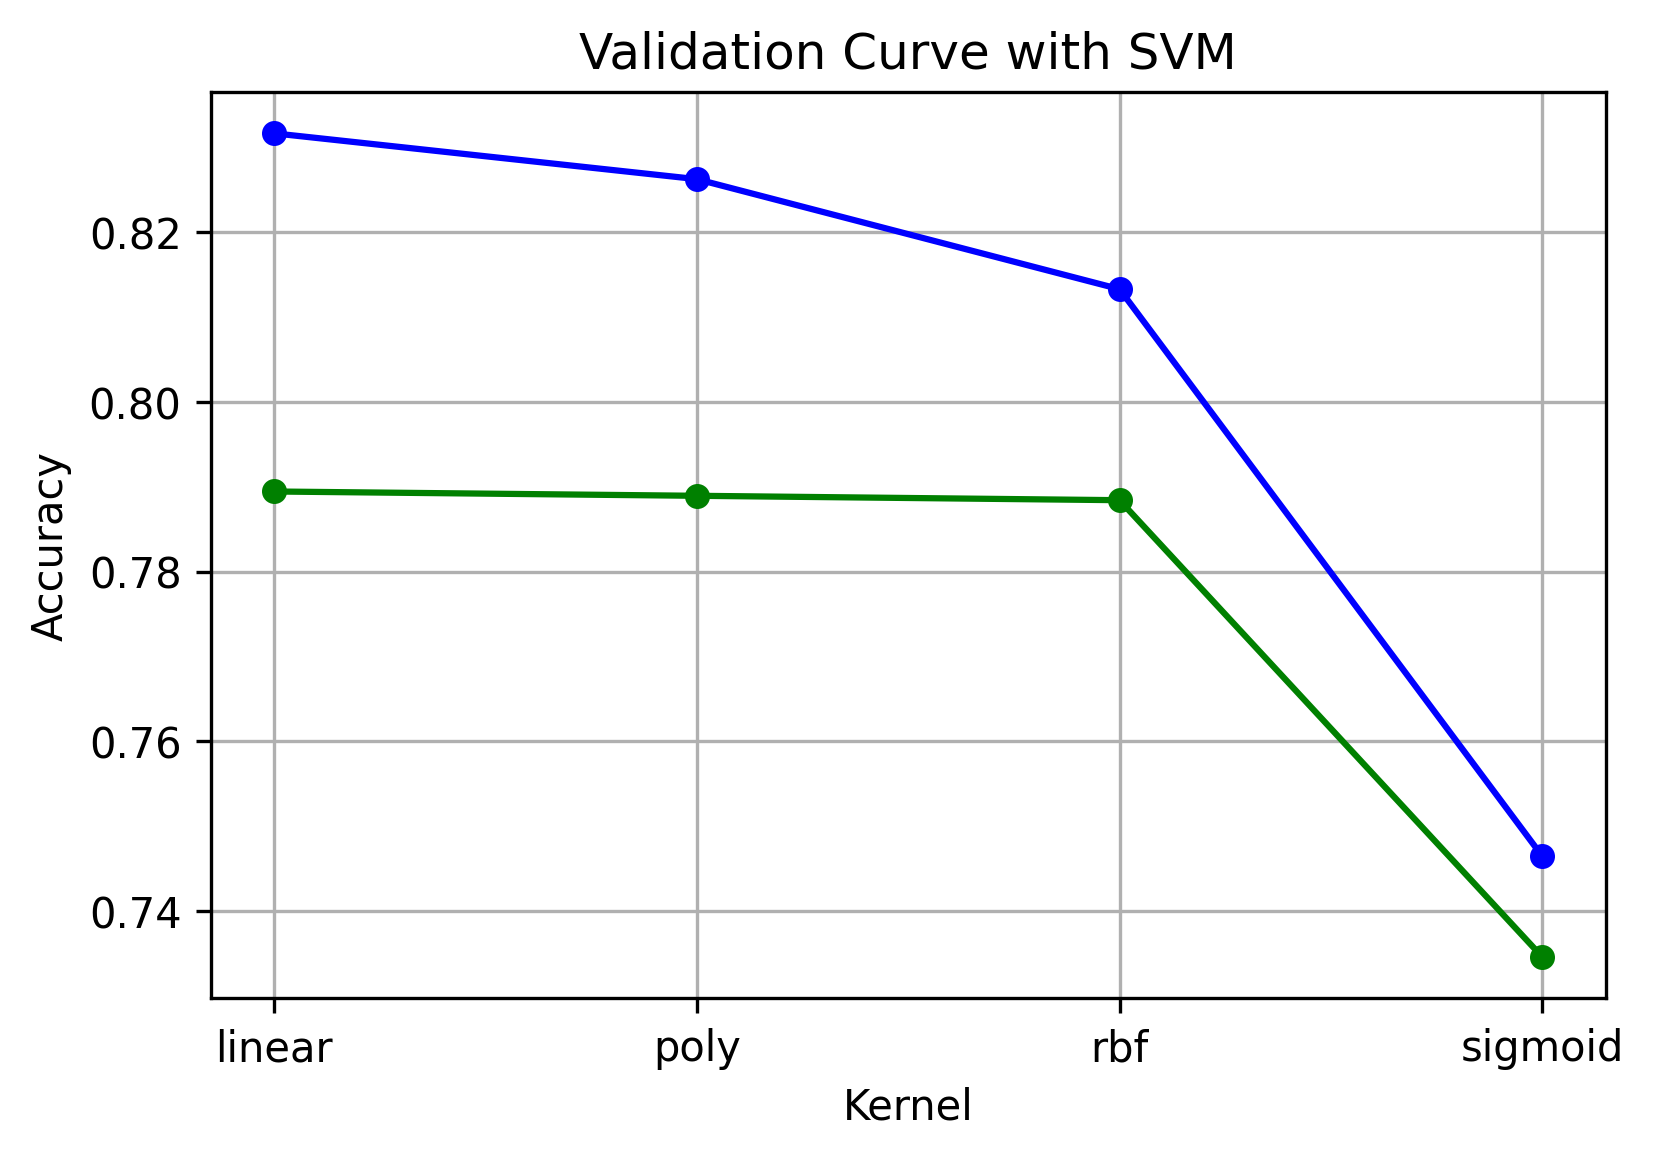 Validation Curve with SVM
Accuracy
0.82
0.80
0.78
0.76
0.74
linear poly rbf sigmoid
Kernel